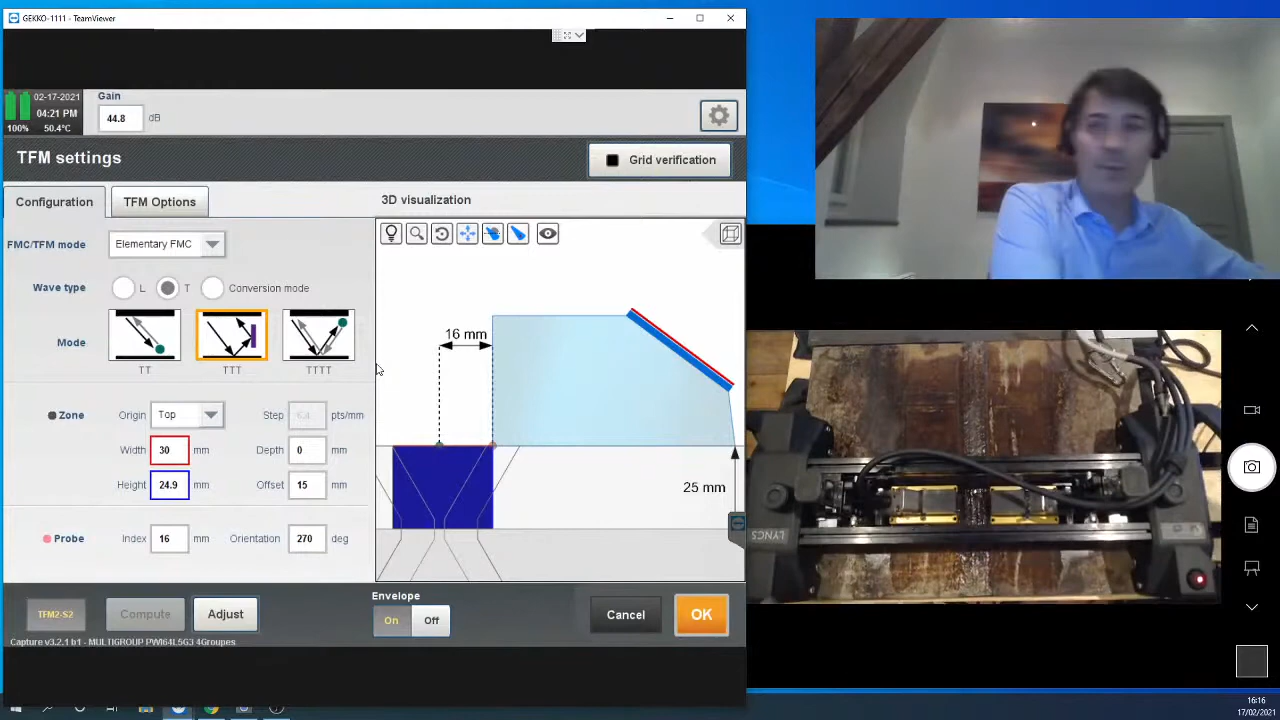 GEKKO-1111 - TeamViewer
02-17-2021
04:21 PM
100% 50.4°C
Gain
44.8 dB
TFM settings
Grid verification
Configuration
TFM Options
3D visualization
FMC/TFM mode
Elementary FMC
Wave type
L
T
Conversion mode
Mode
TT
TTT
TTTT
Zone
Origin
Top
Step
pts/mm
Width
30
mm
Depth
0
mm
Height
24.9
mm
Offset
15
mm
Probe
Index
16
mm
Orientation
270
deg
16 mm
25 mm
TFM2-S2
Compute
Adjust
Envelope
On
Off
Cancel
OK
Capture v3.2.1 b1 - MULTIGROUP PWI64L5G3 4Groupes
LYNCS
16:16
17/02/2021